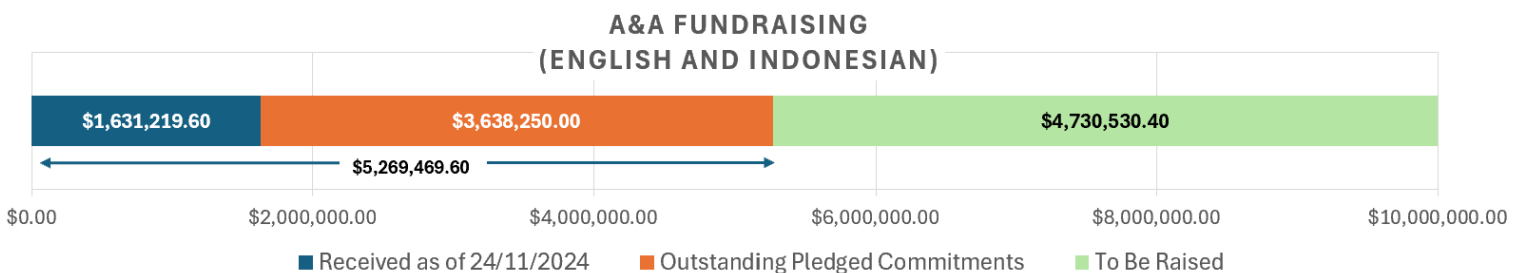 A&A FUNDRAISING
(ENGLISH AND INDONESIAN)
$1,631,219.60 $3,638,250.00 $4,730,530.40
$5,269,469.60
$0.00 $2,000,000.00 $4,000,000.00 $6,000,000.00 $8,000,000.00 $10,000,000.00
Received as of 24/11/2024 Outstanding Pledged Commitments To Be Raised